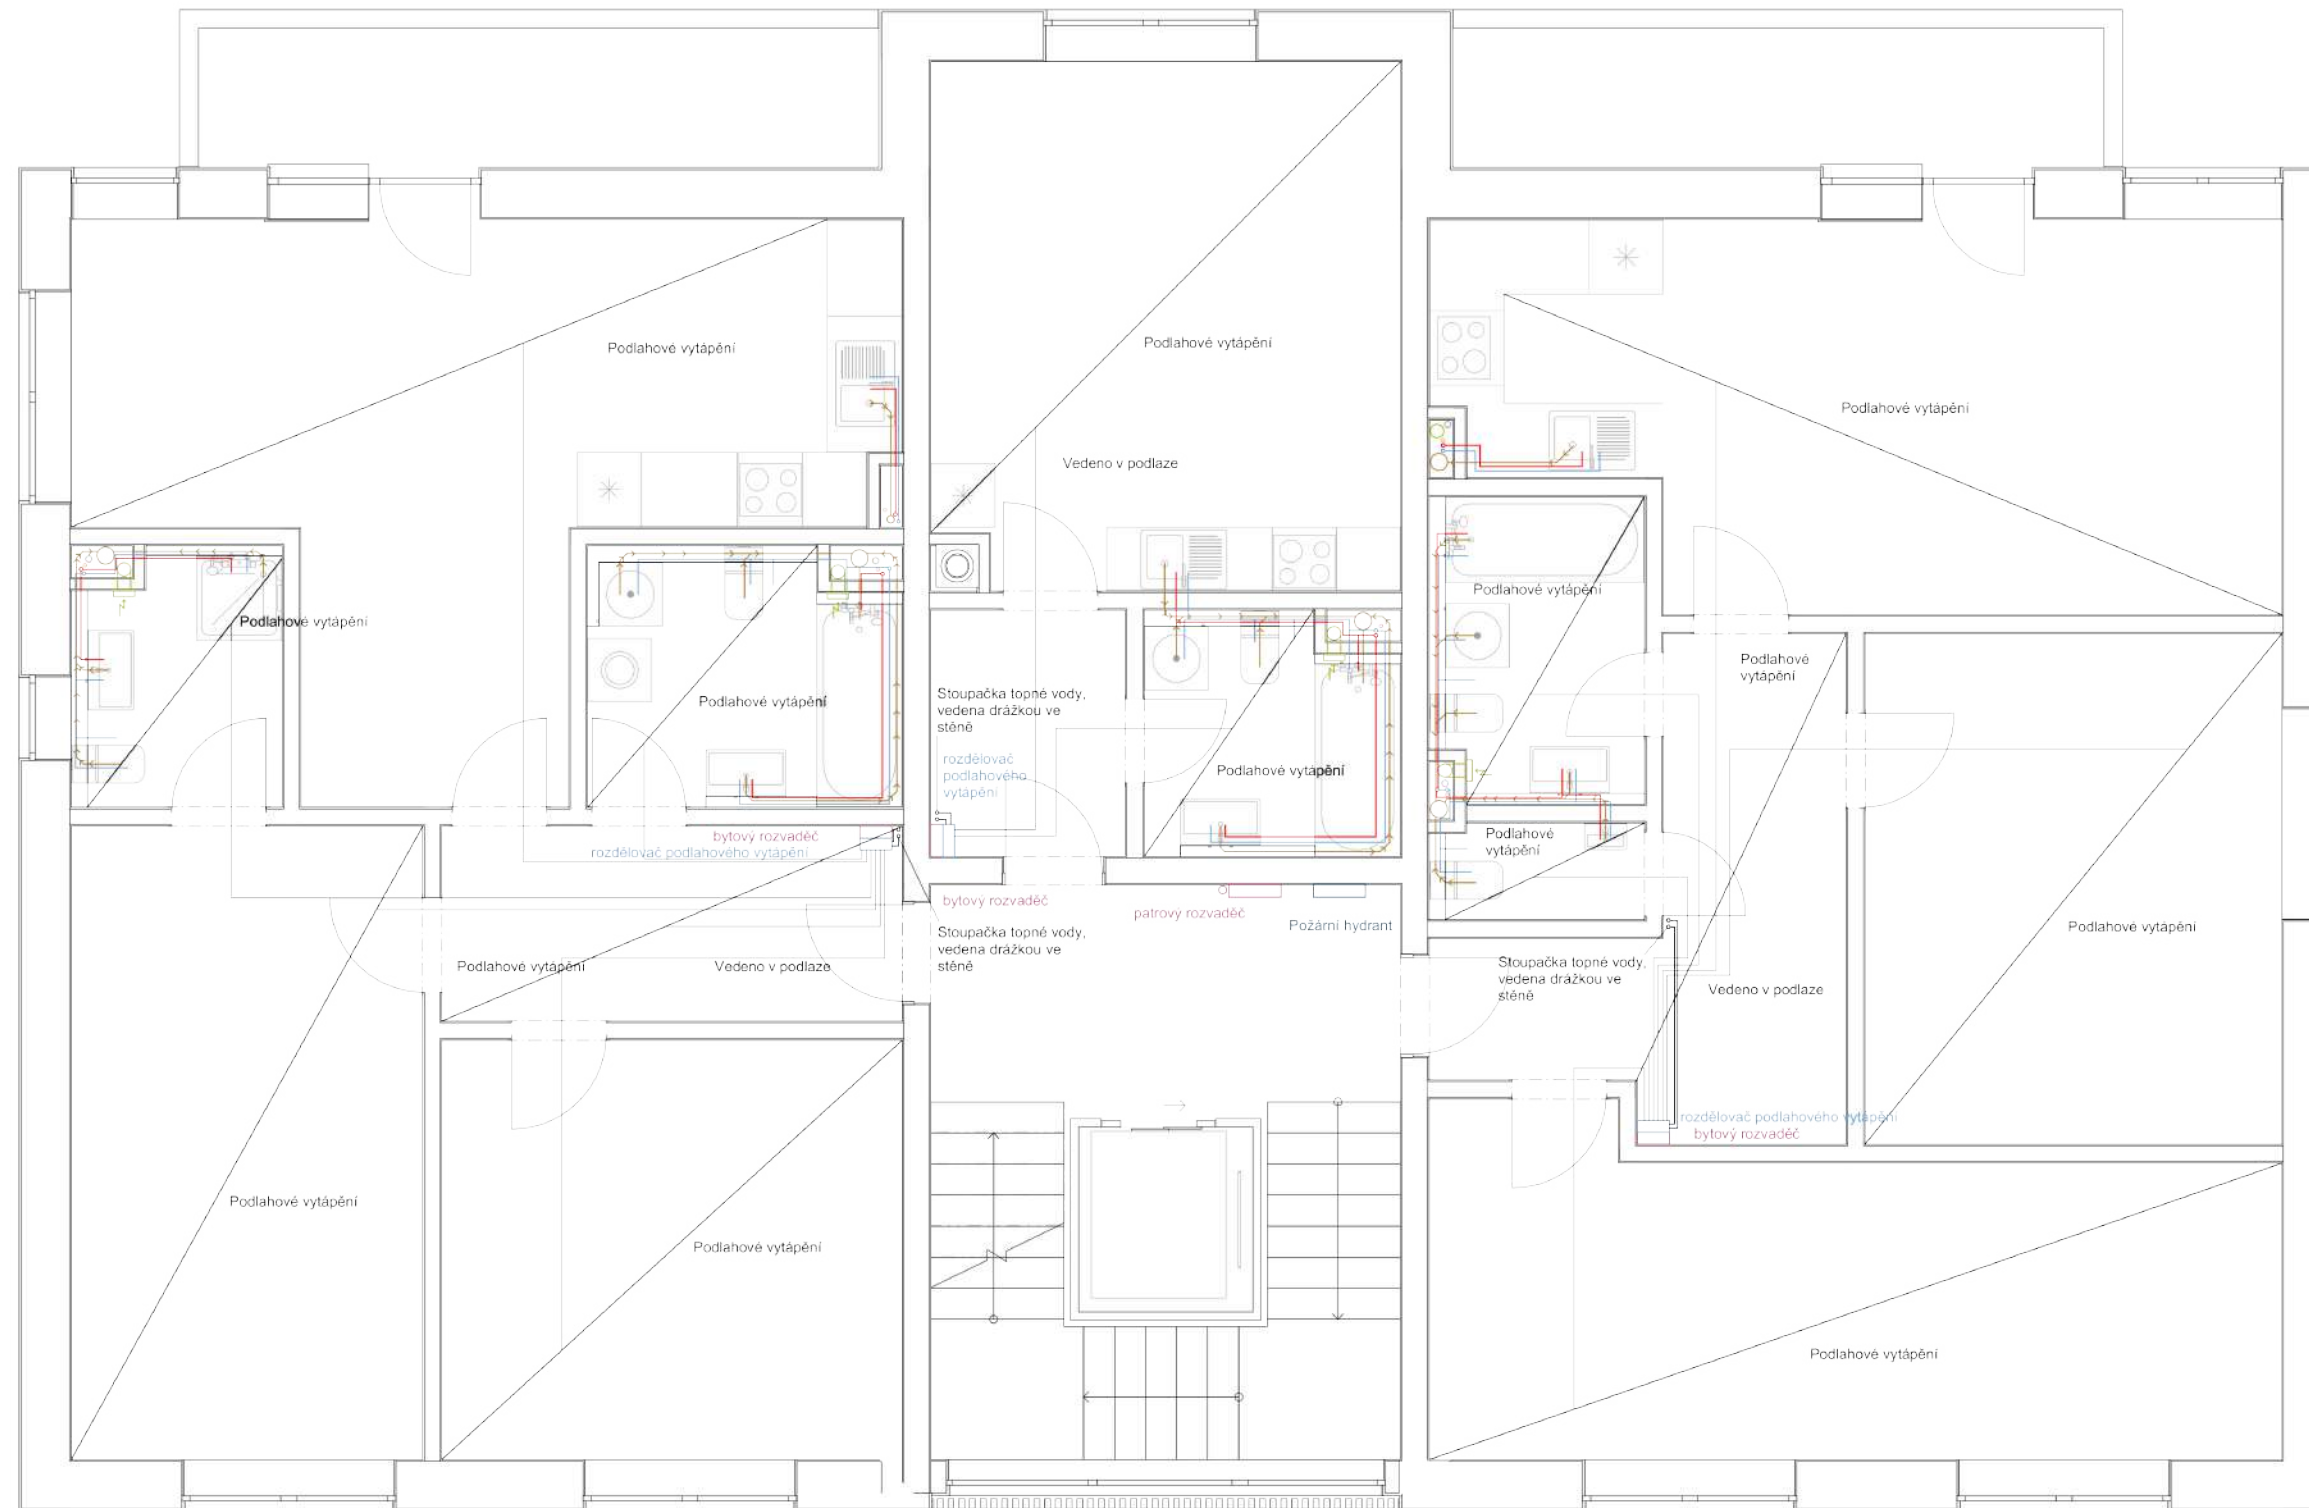 Podlahové vytápění
Podlahové vytápění
Podlahové vytápění
Vedeno v podlaze
Podlahové vytápění
Podlahové vytápění
Podlahové
vytápění
Stoupačka topné vody,
vedena drážkou ve
stěně
Podlahové vytápění
rozdělovač
podlahového
vytápění
Podlahové vytápění
bytový rozvaděč
rozdělovač podlahového vytápění
Podlahové
vytápění
bytový rozvaděč
patrový rozvaděč
Požární hydrant
Podlahové vytápění
Stoupačka topné vody,
vedena drážkou ve
stěně
Podlahové vytápění
Vedeno v podlaze
Stoupačka topné vody,
vedena drážkou ve
stěně
Vedeno v podlaze
rozdělovač podlahového vytápění
bytový rozvaděč
Podlahové vytápění
Podlahové vytápění
Podlahové vytápění